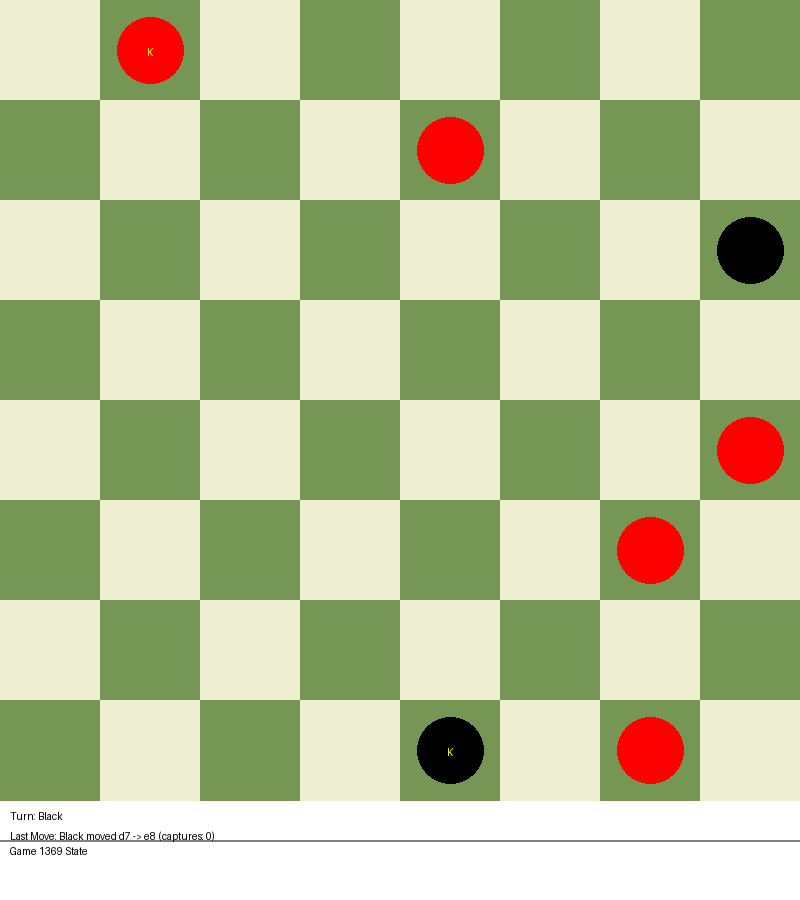 K
K
Turn: Black
Last Move: Black moved d7 -> e8 (captures: 0)
Game 1369 State